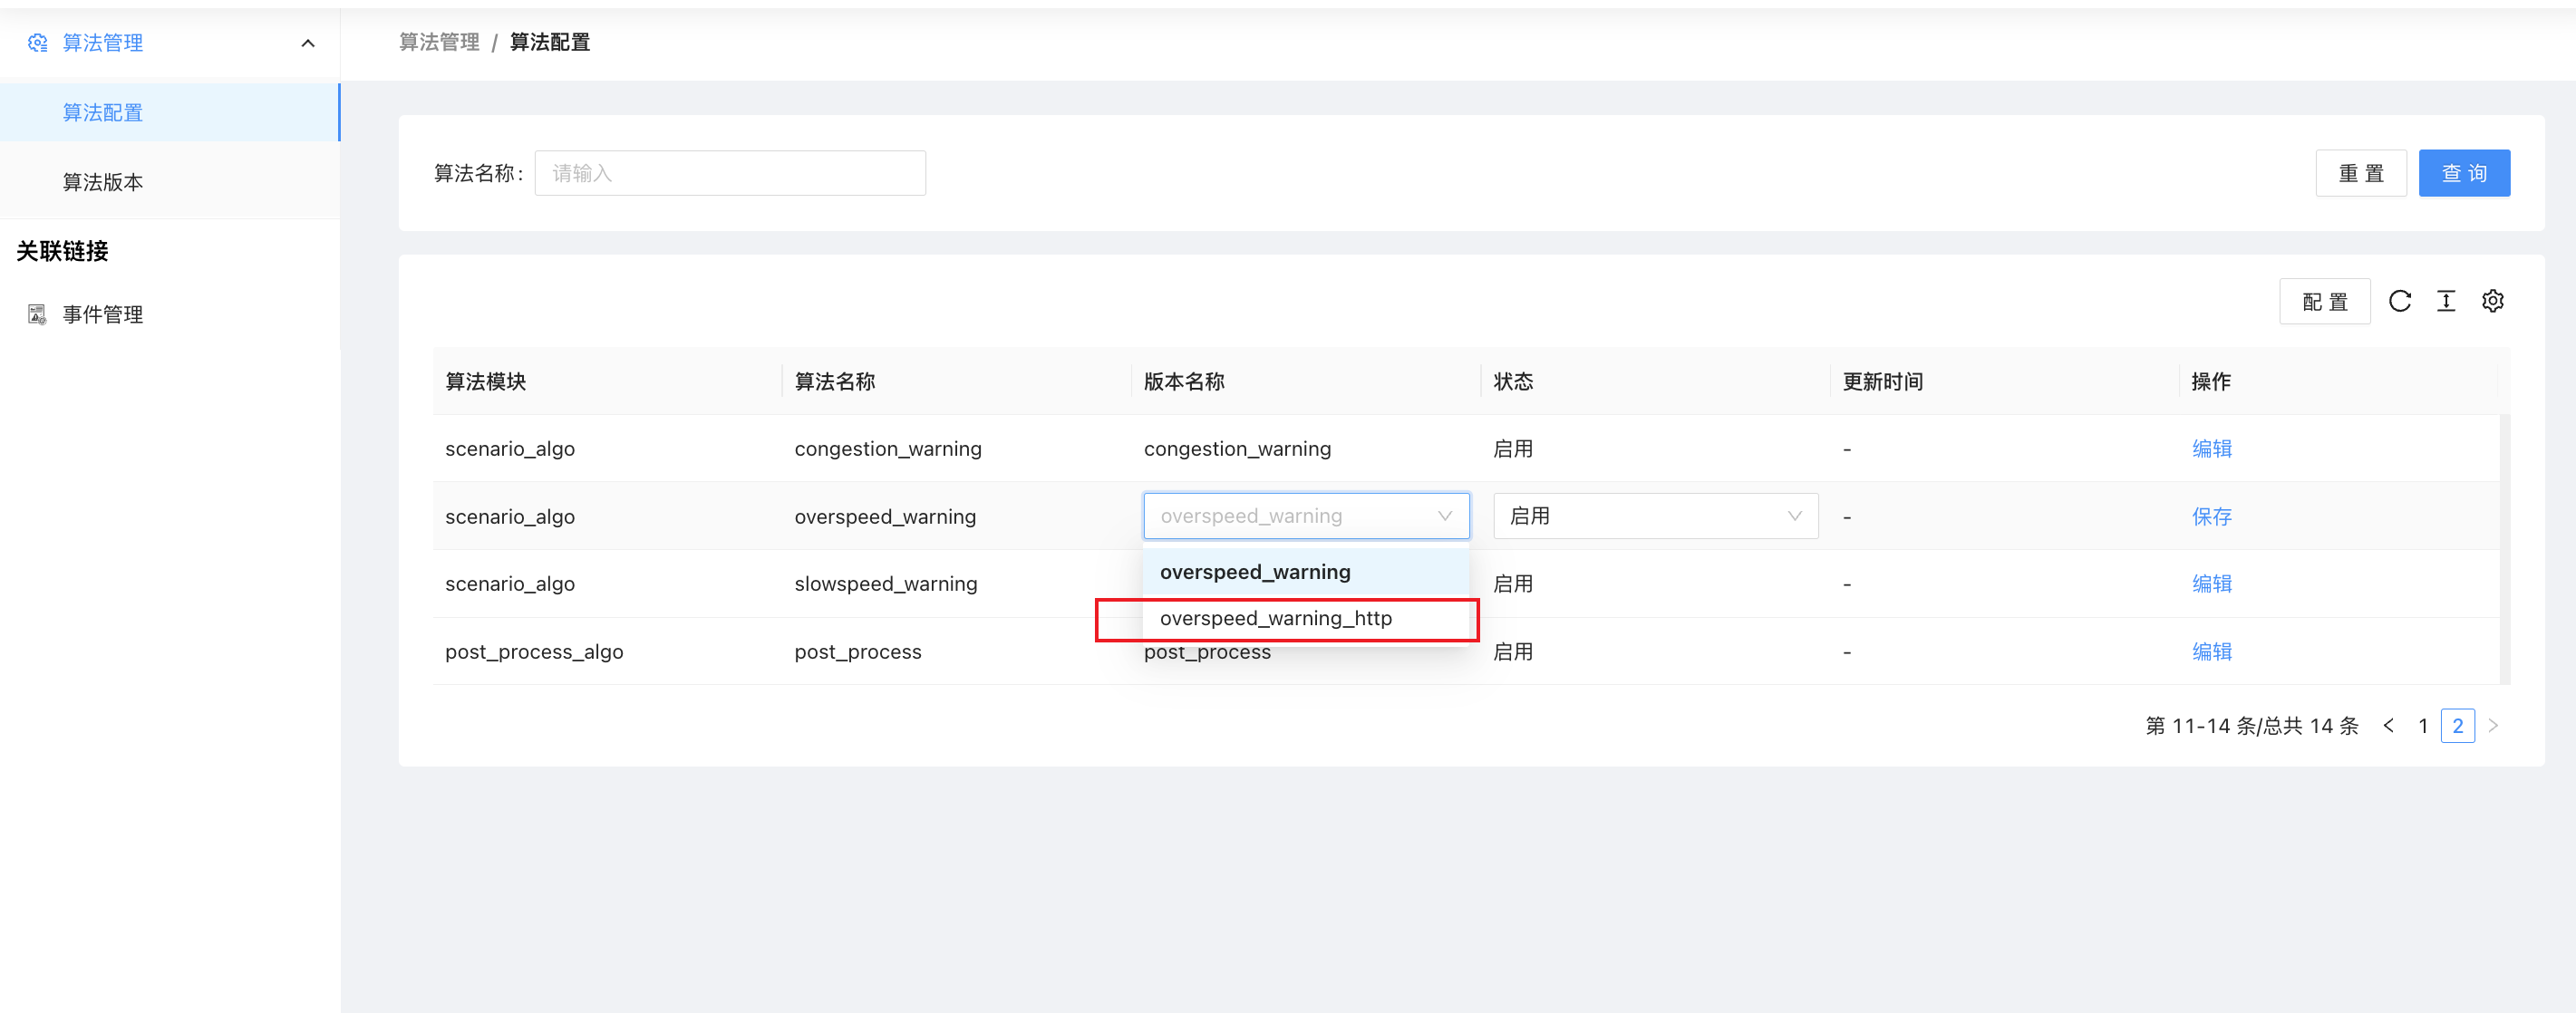 算法管理
算法配置
算法版本
关联链接
事件管理
算法管理 / 算法配置
算法名称: 请输入 重 置 查 询
配 置
算法模块 算法名称 版本名称 状态 更新时间 操作
scenario_algo congestion_warning congestion_warning 启用 - 编辑
scenario_algo overspeed_warning overspeed_warning 启用 - 保存
overspeed_warning
scenario_algo slowspeed_warning 启用 - 编辑
overspeed_warning_http
post_process_algo post_process post_process 启用 - 编辑
第 11-14 条/总共 14 条 < 1 2 >